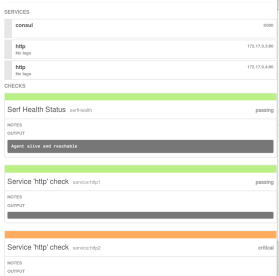 SERVICES
consul
http
172.17.0.3:80
No tags
http
172.17.0.4:80
No tags
CHECKS
Serf Health Status serfHealth passing
NOTES
OUTPUT
Agent alive and reachable
Service 'http' check service:http1 passing
NOTES
OUTPUT
Service 'http' check service:http2 critical
NOTES
OUTPUT